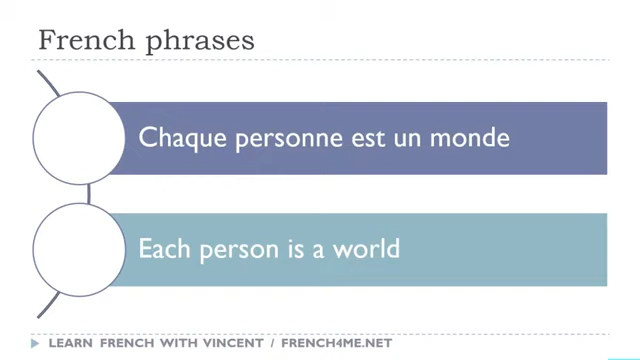 French phrases
Chaque personne est un monde
Each person is a world
LEARN FRENCH WITH VINCENT / FRENCH4ME.NET